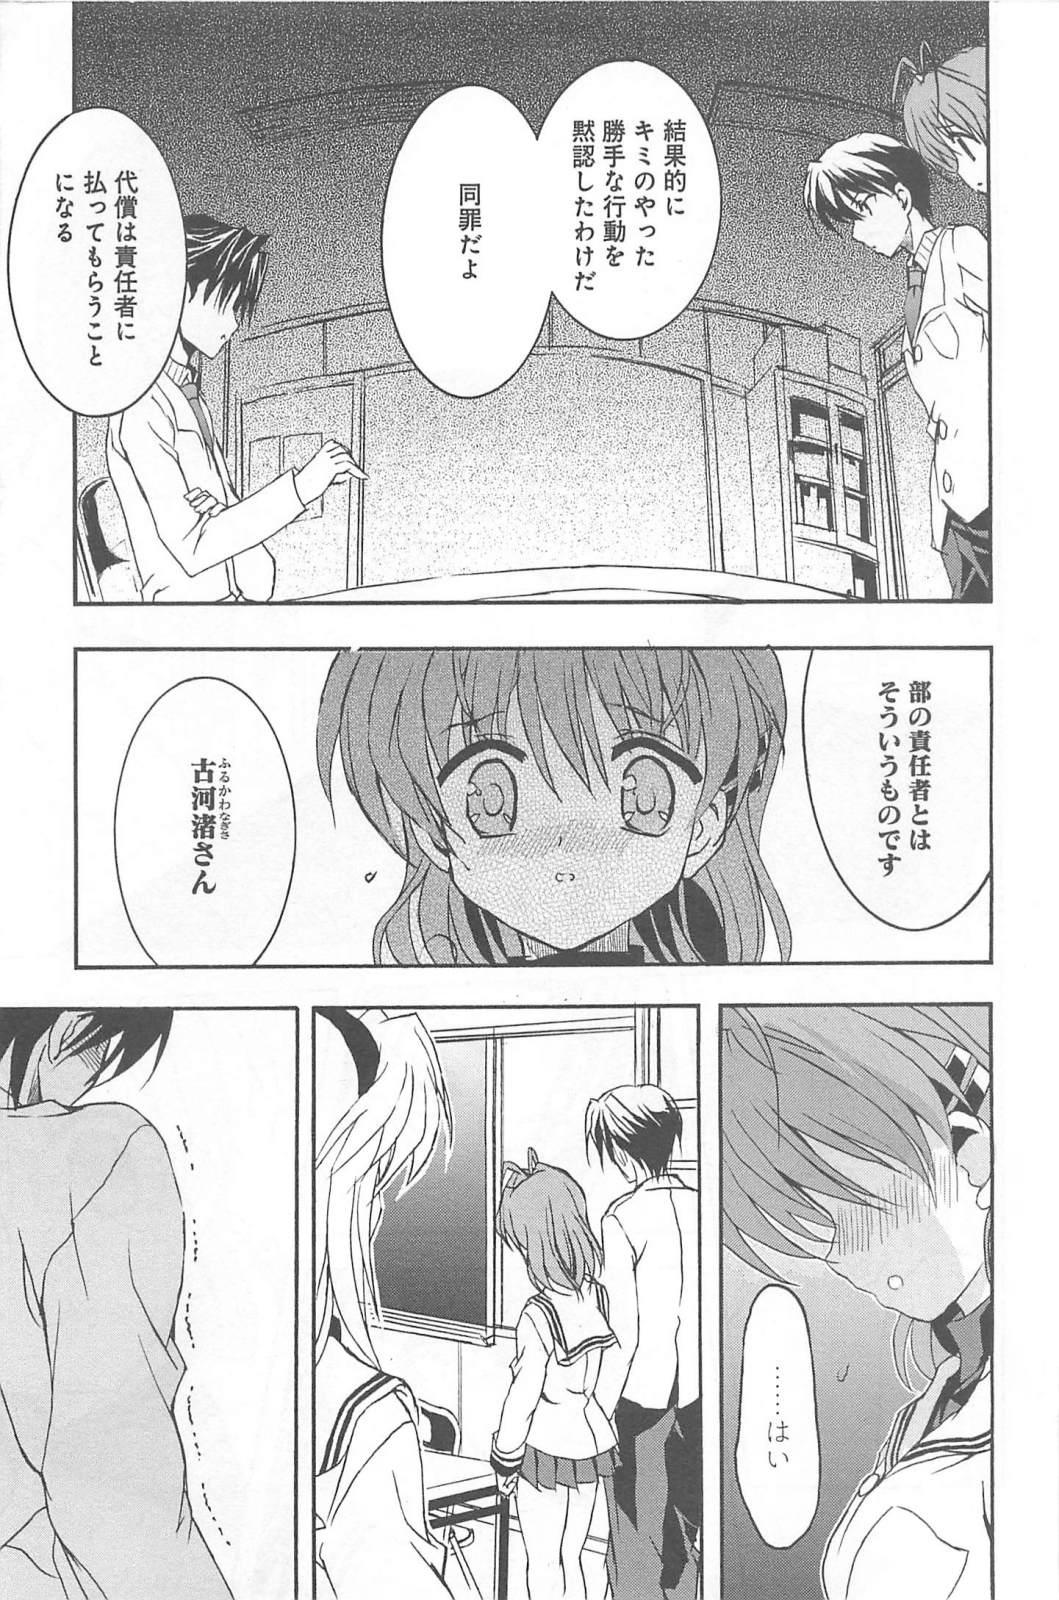 結果的に
キミのやった
勝手な行動を
黙認したわけだ
同罪だよ
代償は責任者に
払ってもらうこと
になる
部の責任者とは
そういうものです
古河渚さん
ふるかわなぎさ
……はい